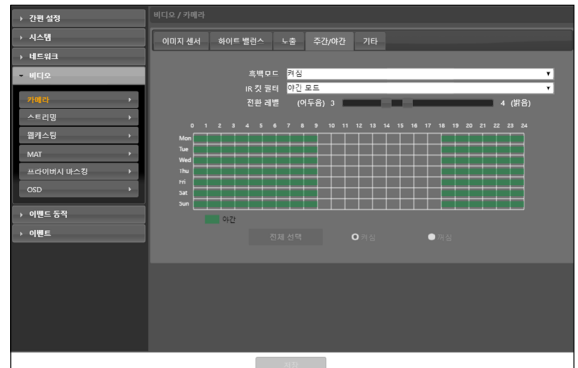 간편 설정
시스템
네트워크
비디오
카메라
스트리밍
웹캐스팅
MAT
프라이버시 마스킹
OSD
이벤트 동작
이벤트
비디오 / 카메라
이미지 센서 화이트 밸런스 노출 주간/야간 기타
흑백모드 켜짐
IR 컷 필터 야간 모드
전환 레벨 (어두움) 3 4 (밝음)
0 1 2 3 4 5 6 7 8 9 10 11 12 13 14 15 16 17 18 19 20 21 22 23 24
Mon
Tue
Wed
Thu
Fri
Sat
Sun
야간
전체 선택 켜짐 꺼짐